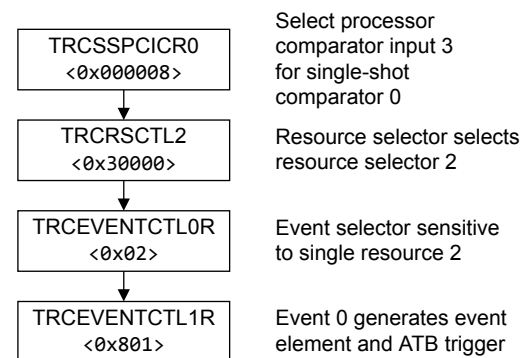 TRCSSPCICR0
<0x000008>
Select processor
comparator input 3
for single-shot
comparator 0
TRCRSCTL2
<0x30000>
Resource selector selects
resource selector 2
TRCEVENTCTL0R
<0x02>
Event selector sensitive
to single resource 2
TRCEVENTCTL1R
<0x801>
Event 0 generates event
element and ATB trigger